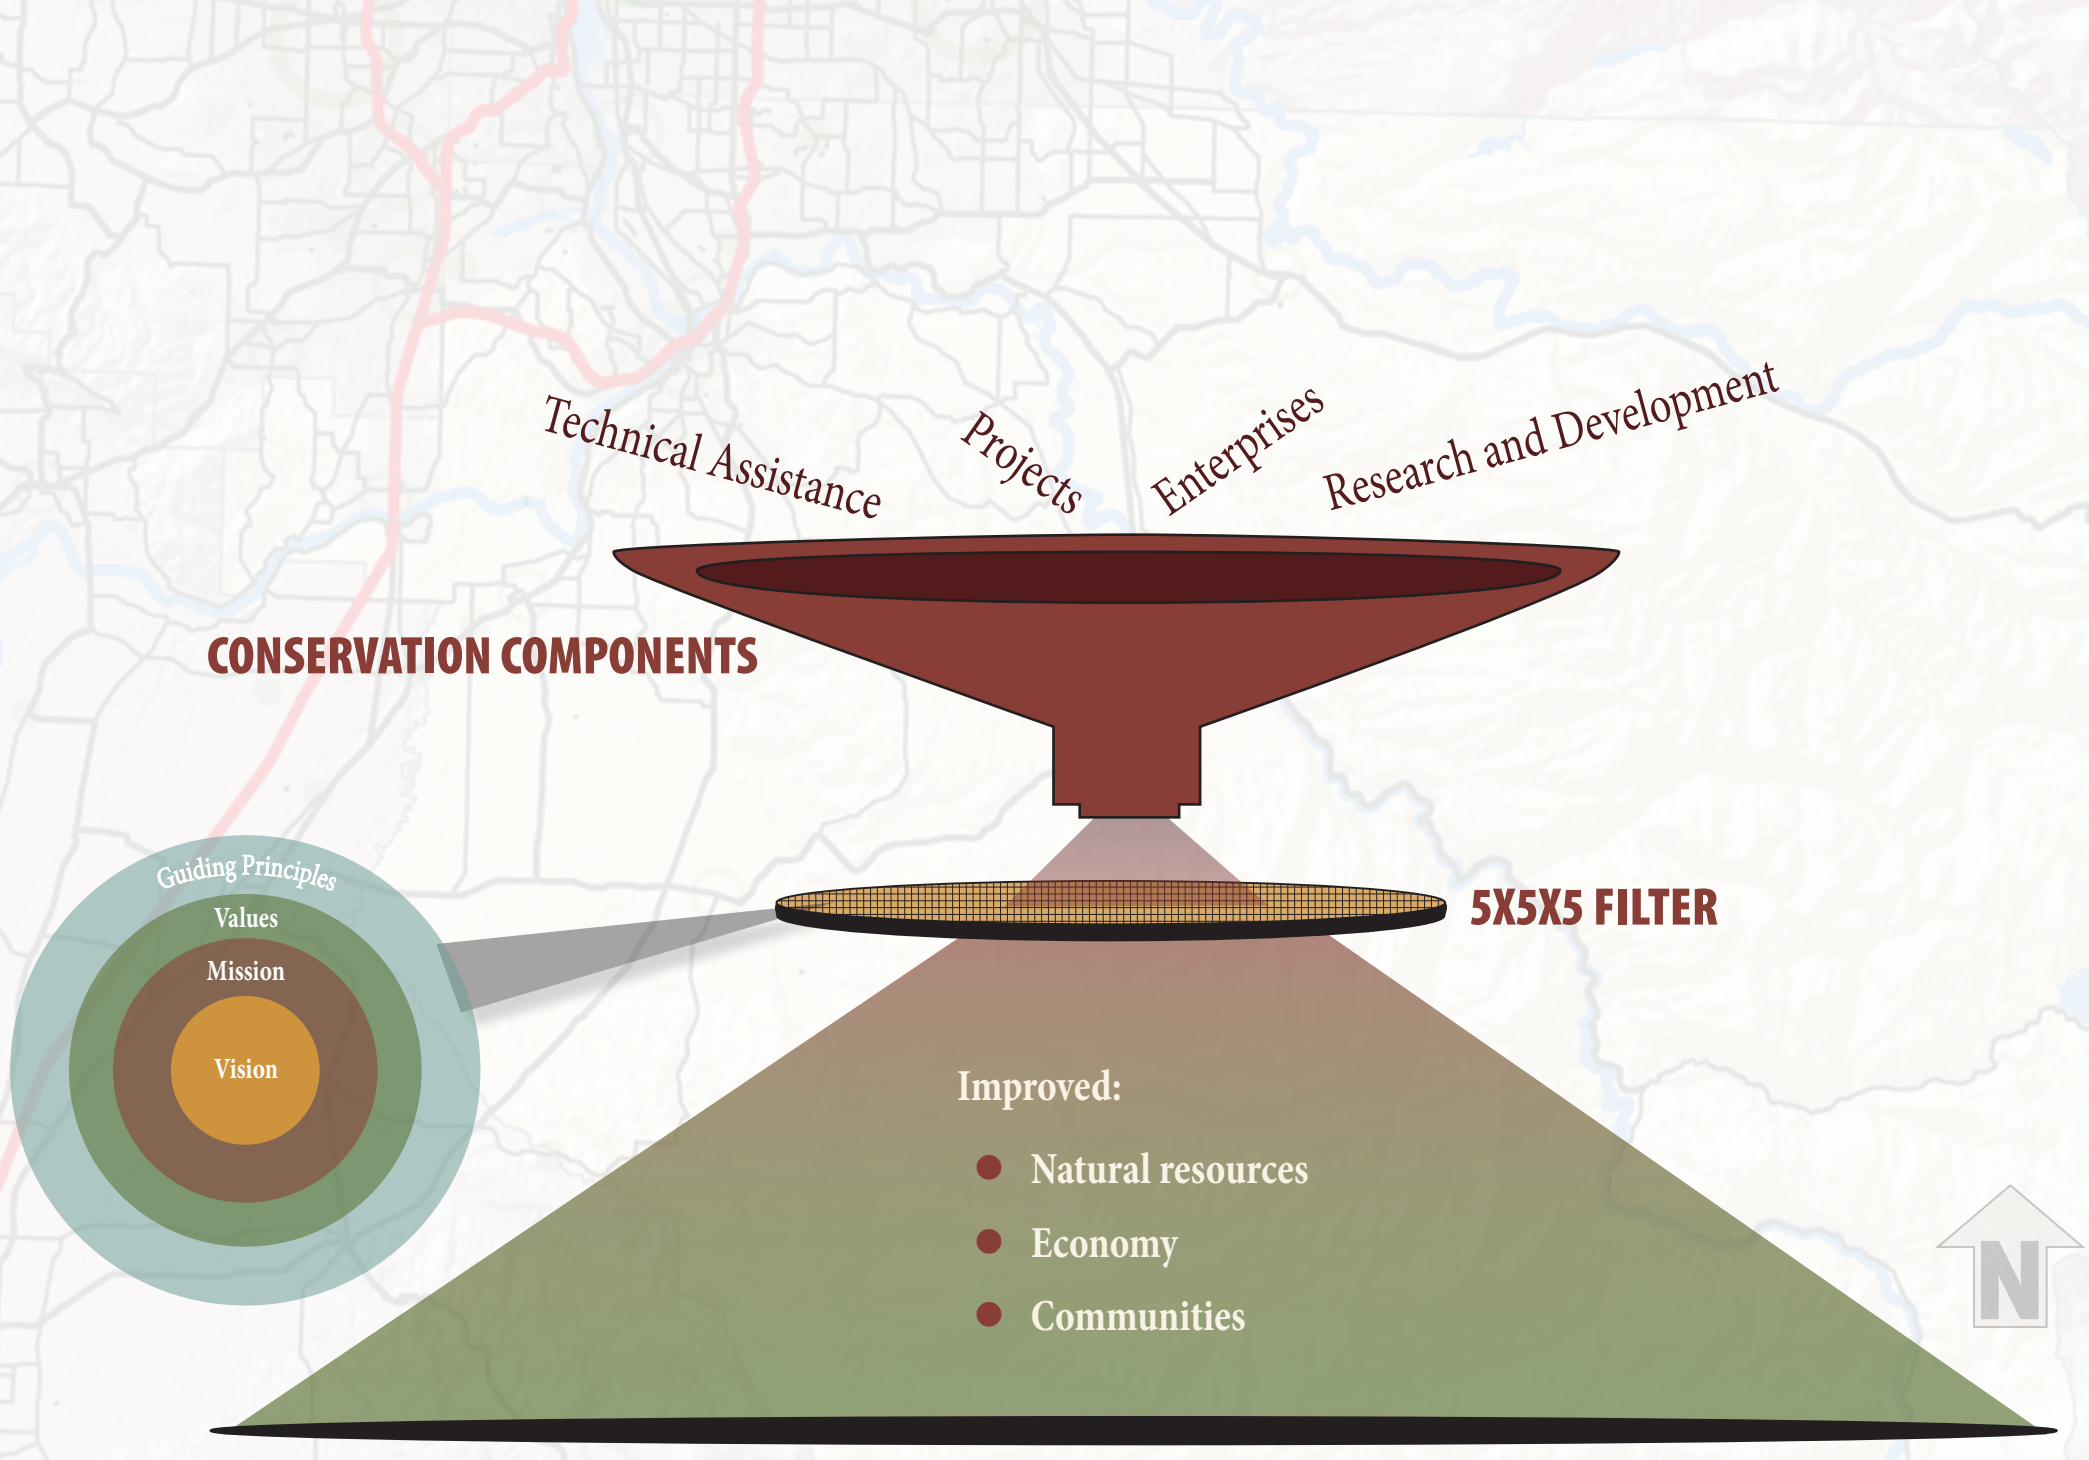 Technical Assistance
Projects
Enterprises
Research and Development
CONSERVATION COMPONENTS
Guiding Principles
Values
Mission
Vision
5X5X5 FILTER
Improved:
Natural resources
Economy
Communities
N